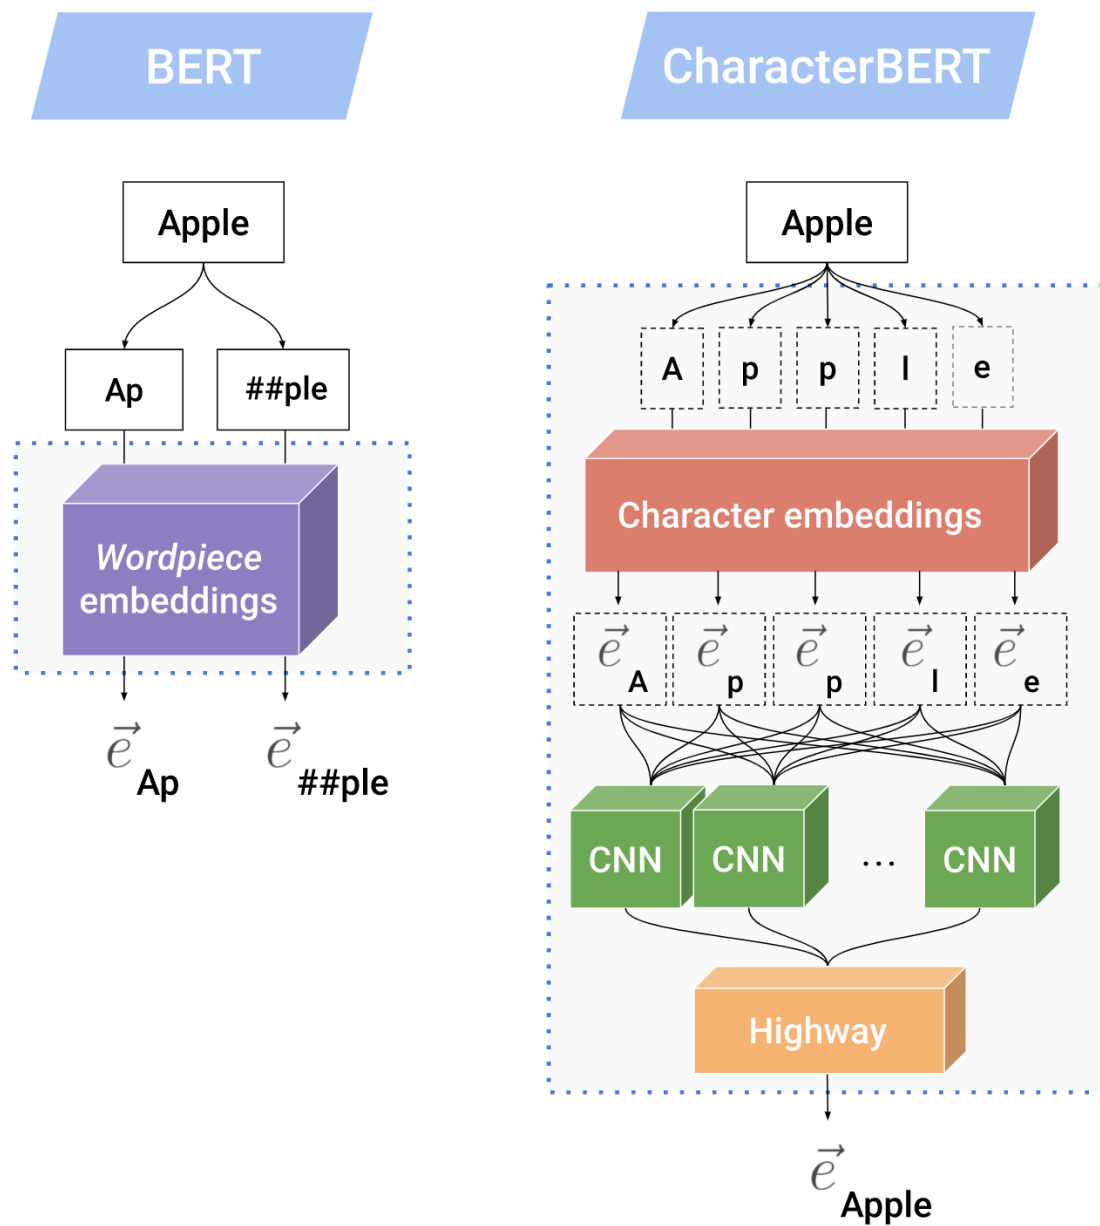 BERT
Apple
Ap ##ple
Wordpiece
embeddings
e⃗ Ap e⃗ ##ple
CharacterBERT
Apple
A p p l e
Character embeddings
e⃗ A e⃗ p e⃗ p e⃗ l e⃗ e
CNN CNN ... CNN
Highway
e⃗ Apple